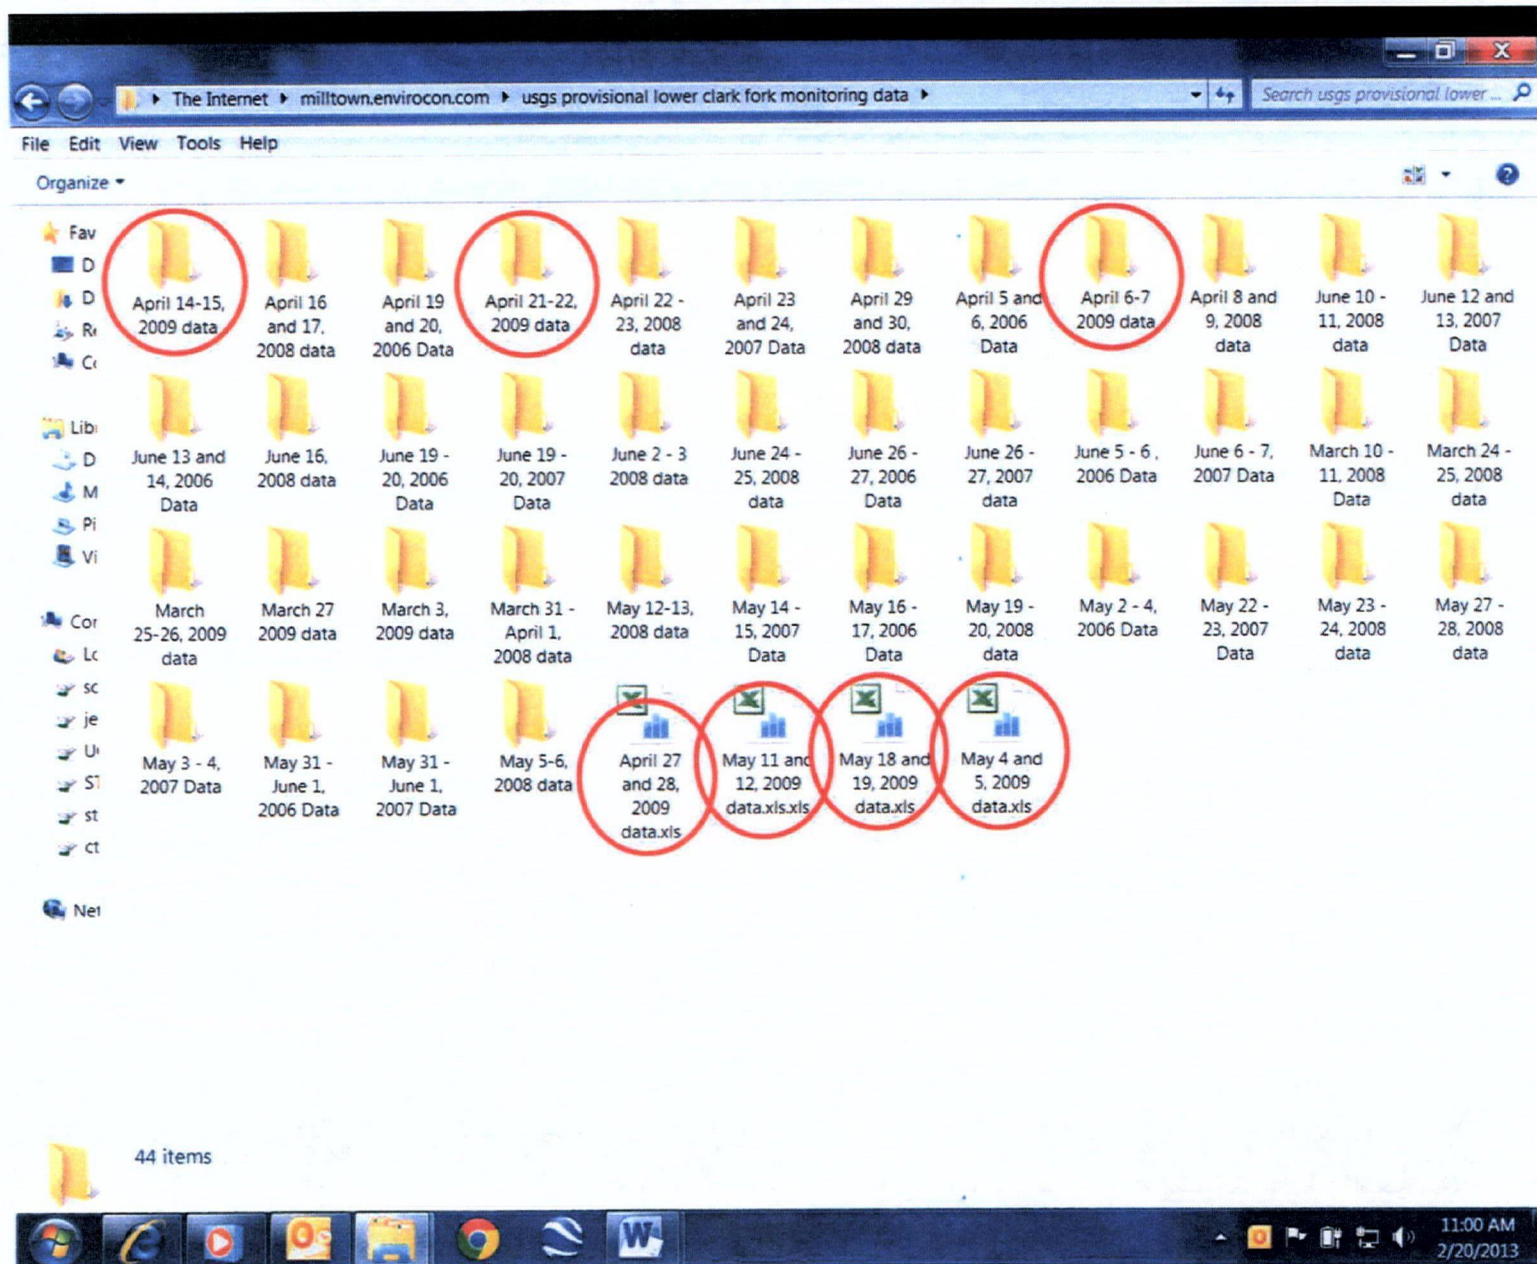 The Internet ▸ milltown.envirocon.com ▸ usgs provisional lower clark fork monitoring data ▸
Search usgs provisional lower ...
File Edit View Tools Help
Organize
Fav
D
D
Re
Co
Libr
D
M
Pi
Vi
Cor
Lo
sc
je
U
ST
st
ct
Net
April 14-15,
2009 data
April 16
and 17,
2008 data
April 19
and 20,
2006 Data
April 21-22,
2009 data
April 22 -
23, 2008
data
April 23
and 24,
2007 Data
April 29
and 30,
2008 data
April 5 and
6, 2006
Data
April 6-7
2009 data
April 8 and
9, 2008
data
June 10 -
11, 2008
data
June 12 and
13, 2007
Data
June 13 and
14, 2006
Data
June 16,
2008 data
June 19 -
20, 2006
Data
June 19 -
20, 2007
Data
June 2 - 3
2008 data
June 24 -
25, 2008
data
June 26 -
27, 2006
Data
June 26 -
27, 2007
data
June 5 - 6 ,
2006 Data
June 6 - 7,
2007 Data
March 10 -
11, 2008
Data
March 24 -
25, 2008
data
March
25-26, 2009
data
March 27
2009 data
March 3,
2009 data
March 31 -
April 1,
2008 data
May 12-13,
2008 data
May 14 -
15, 2007
Data
May 16 -
17, 2006
Data
May 19 -
20, 2008
data
May 2 - 4,
2006 Data
May 22 -
23, 2007
Data
May 23 -
24, 2008
data
May 27 -
28, 2008
data
May 3 - 4,
2007 Data
May 31 -
June 1,
2006 Data
May 31 -
June 1,
2007 Data
May 5-6,
2008 data
April 27
and 28,
2009
data.xls
May 11 and
12, 2009
data.xls.xls
May 18 and
19, 2009
data.xls
May 4 and
5, 2009
data.xls
44 items
11:00 AM
2/20/2013